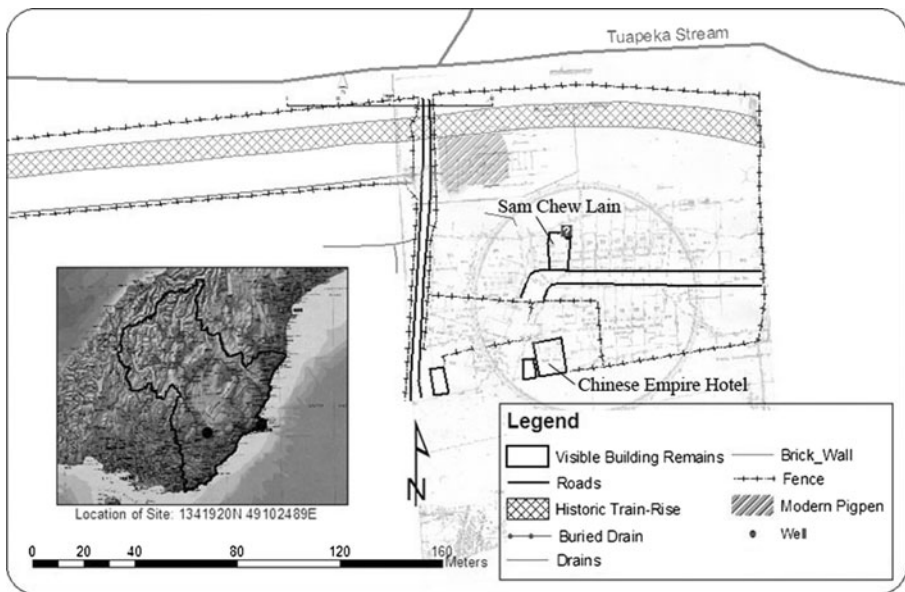 Tuapeka Stream
Sam Chew Lain
Chinese Empire Hotel
Location of Site: 1341920N 49102489E
N
0 20 40 80 120 160
Meters
Legend
Visible Building Remains
Roads
Historic Train-Rise
Buried Drain
Drains
Brick_Wall
Fence
Modern Pigpen
Well